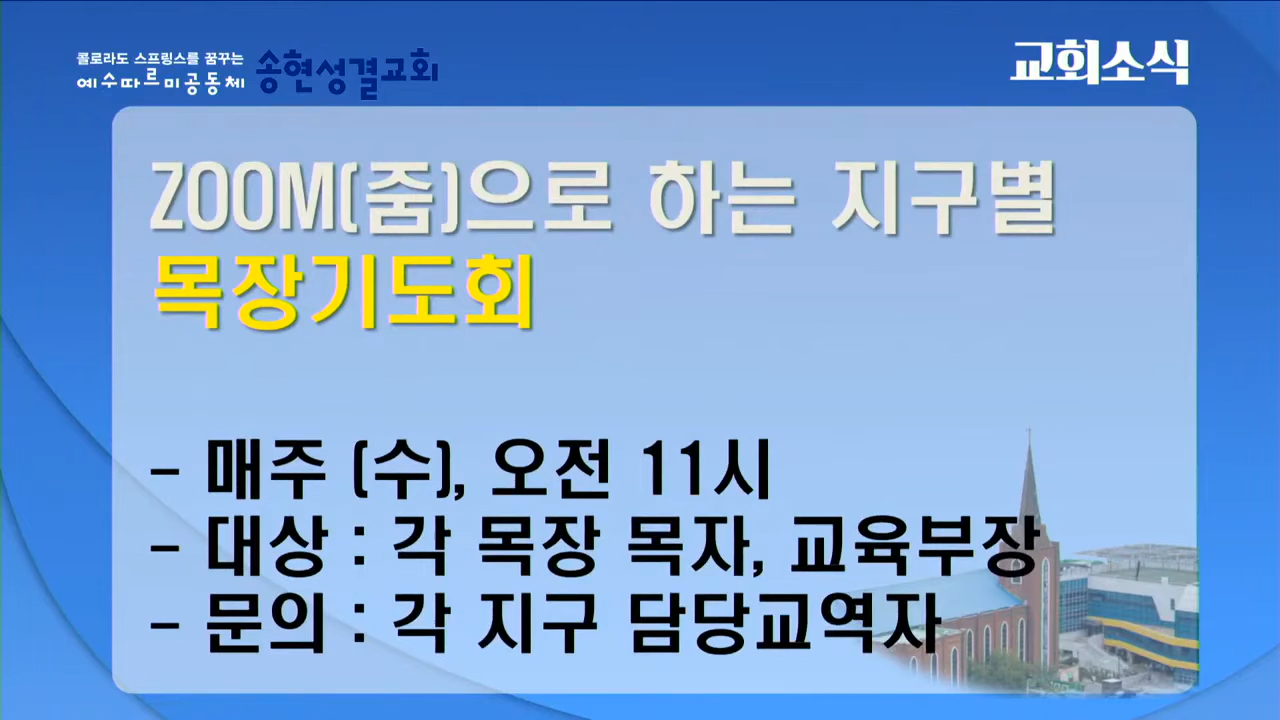 콜로라도 스프링스를 꿈꾸는
예수따르미공동체 송현성결교회
교회소식
ZOOM(줌)으로 하는 지구별
목장기도회
- 매주 (수), 오전 11시
- 대상 : 각 목장 목자, 교육부장
- 문의 : 각 지구 담당교역자